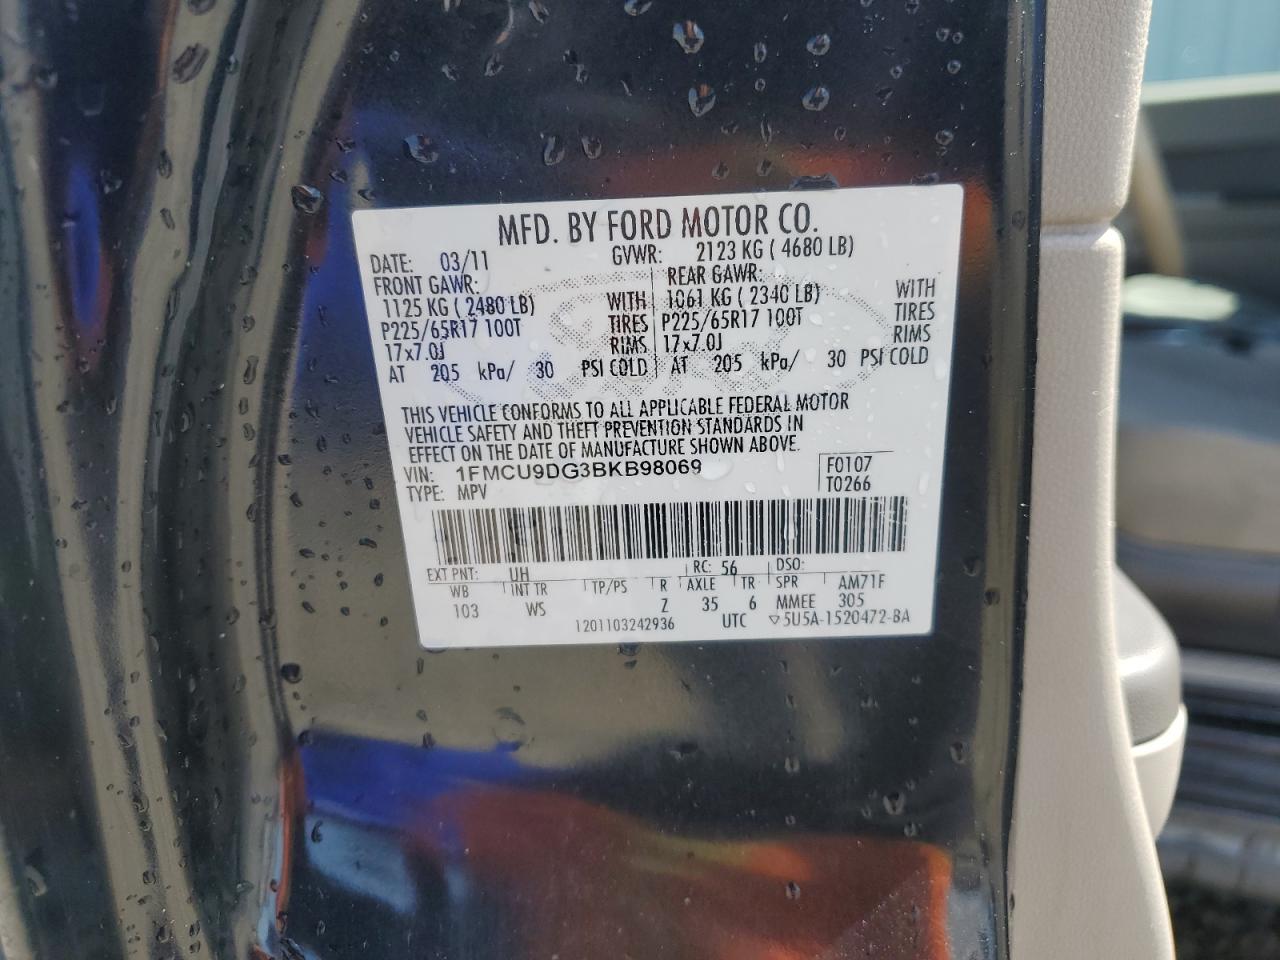 MFD. BY FORD MOTOR CO.
DATE: 03/11 GVWR: 2123 KG ( 4680 LB)
FRONT GAWR: REAR GAWR:
1125 KG ( 2480 LB) WITH 1061 KG ( 2340 LB) WITH
P225/65R17 100T TIRES P225/65R17 100T TIRES
17x7.0J RIMS 17x7.0J RIMS
AT 205 kPa/ 30 PSI COLD AT 205 kPa/ 30 PSI COLD
THIS VEHICLE CONFORMS TO ALL APPLICABLE FEDERAL MOTOR
VEHICLE SAFETY AND THEFT PREVENTION STANDARDS IN
EFFECT ON THE DATE OF MANUFACTURE SHOWN ABOVE.
VIN: 1FMCU9DG3BKB98069 F0107
TYPE: MPV T0266
EXT PNT: UH RC: 56 DSO:
WB INT TR TP/PS R AXLE TR SPR AM71F
103 WS Z 35 6 MMEE 305
1201103242936 UTC ▽5U5A-1520472-BA